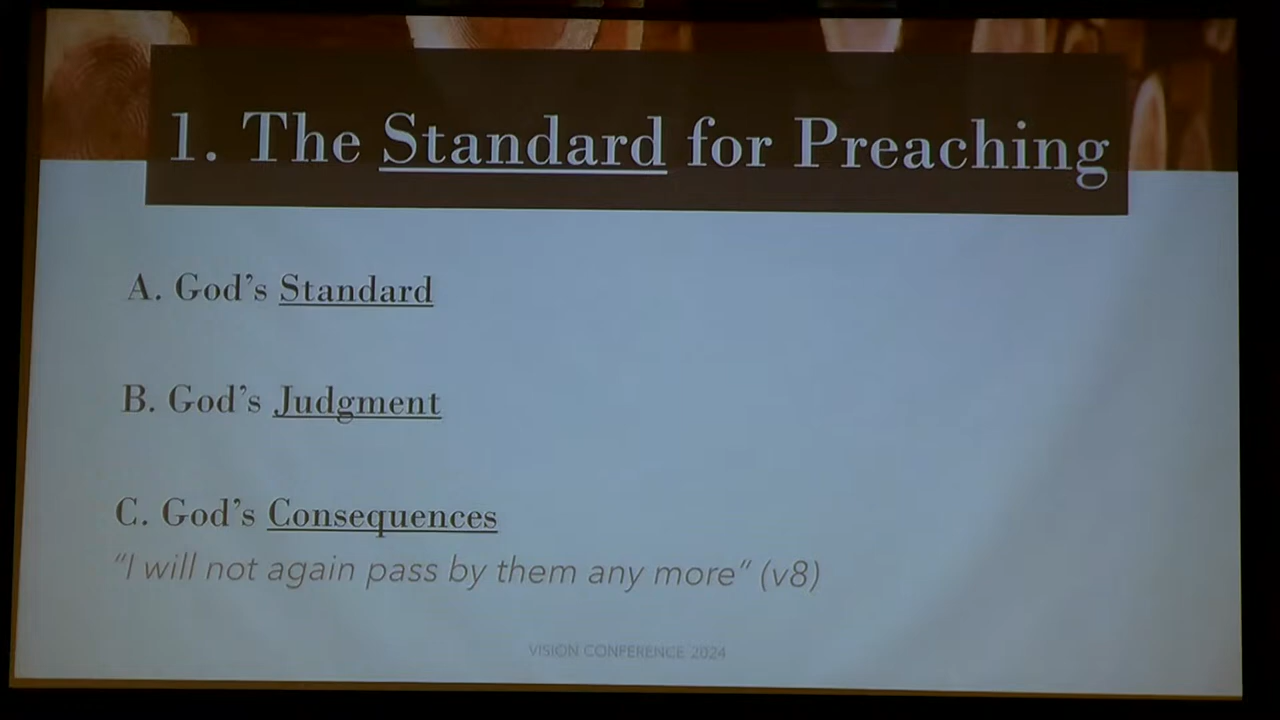 1. The Standard for Preaching
A. God’s Standard
B. God’s Judgment
C. God’s Consequences
“I will not again pass by them any more” (v8)
VISION CONFERENCE 2024